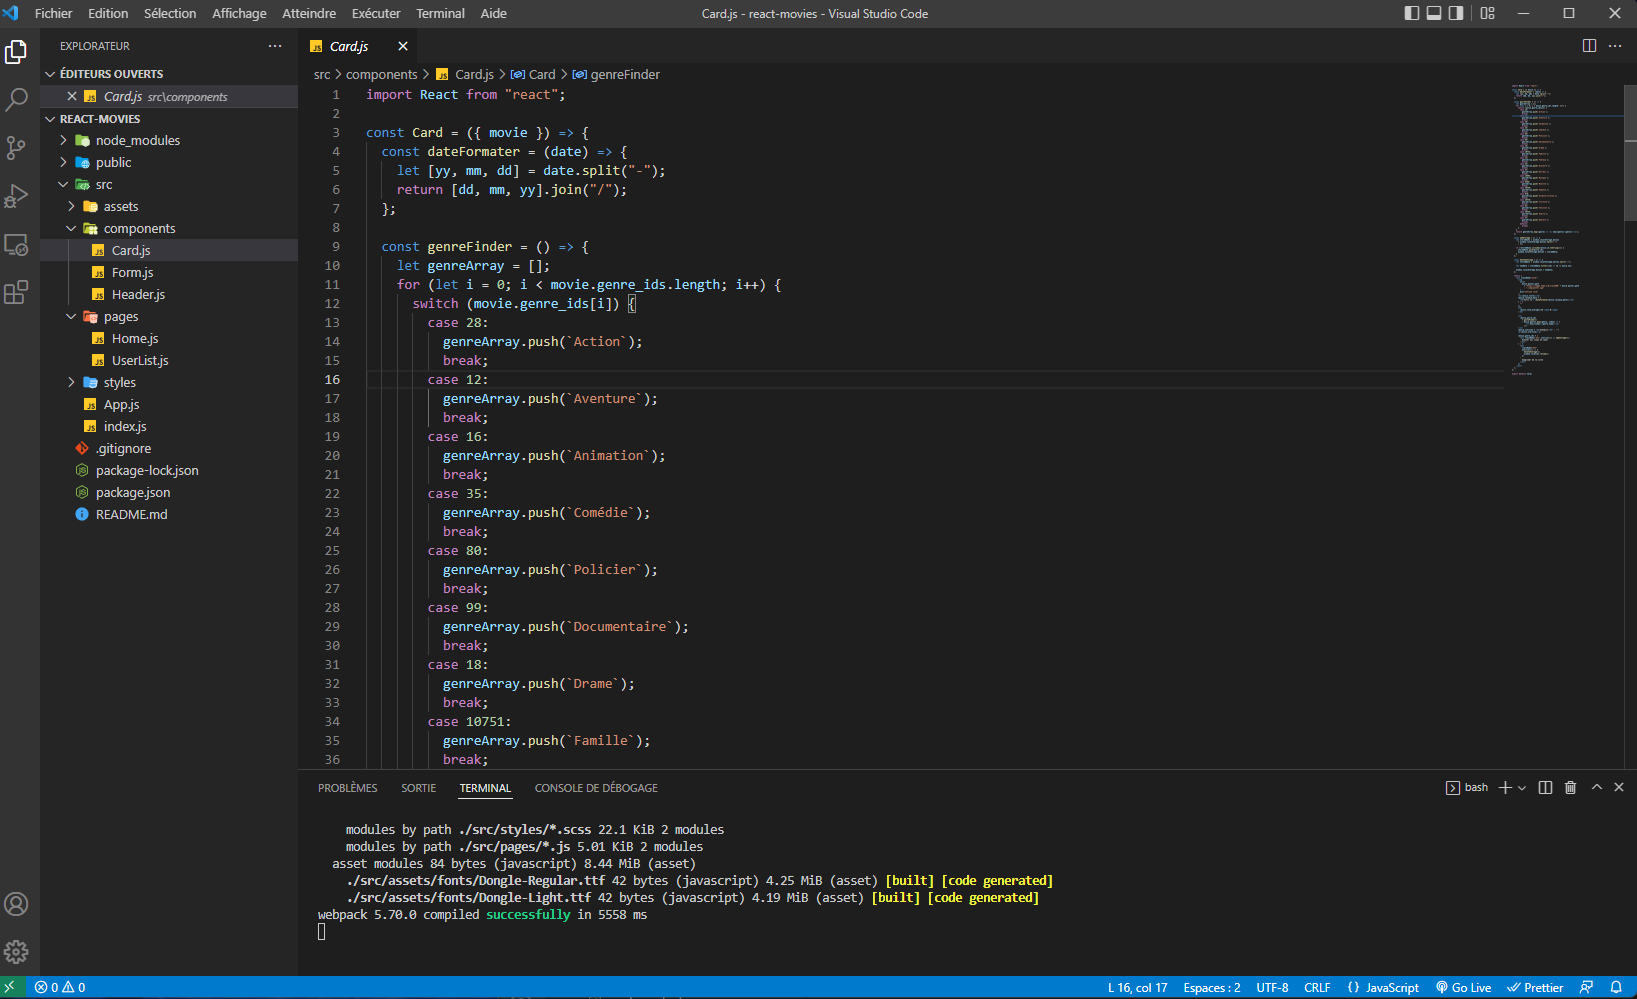 Fichier Edition Sélection Affichage Atteindre Exécuter Terminal Aide
Card.js - react-movies - Visual Studio Code
EXPLORATEUR
ÉDITEURS OUVERTS
Card.js src\components
REACT-MOVIES
node_modules
public
src
assets
components
Card.js
Form.js
Header.js
pages
Home.js
UserList.js
styles
App.js
index.js
.gitignore
package-lock.json
package.json
README.md
Card.js
src > components > Card.js > Card > genreFinder
1 import React from "react";
2
3 const Card = ({ movie }) => {
4 const dateFormater = (date) => {
5 let [yy, mm, dd] = date.split("-");
6 return [dd, mm, yy].join("/");
7 };
8
9 const genreFinder = () => {
10 let genreArray = [];
11 for (let i = 0; i < movie.genre_ids.length; i++) {
12 switch (movie.genre_ids[i]) {
13 case 28:
14 genreArray.push(`Action`);
15 break;
16 case 12:
17 genreArray.push(`Aventure`);
18 break;
19 case 16:
20 genreArray.push(`Animation`);
21 break;
22 case 35:
23 genreArray.push(`Comédie`);
24 break;
25 case 80:
26 genreArray.push(`Policier`);
27 break;
28 case 99:
29 genreArray.push(`Documentaire`);
30 break;
31 case 18:
32 genreArray.push(`Drame`);
33 break;
34 case 10751:
35 genreArray.push(`Famille`);
36 break;
PROBLÈMES SORTIE TERMINAL CONSOLE DE DÉBOGAGE
bash
modules by path ./src/styles/*.scss 22.1 KiB 2 modules
modules by path ./src/pages/*.js 5.01 KiB 2 modules
asset modules 84 bytes (javascript) 8.44 MiB (asset)
./src/assets/fonts/Dongle-Regular.ttf 42 bytes (javascript) 4.25 MiB (asset) [built] [code generated]
./src/assets/fonts/Dongle-Light.ttf 42 bytes (javascript) 4.19 MiB (asset) [built] [code generated]
webpack 5.70.0 compiled successfully in 5558 ms
0 0
L 16, col 17 Espaces : 2 UTF-8 CRLF { } JavaScript Go Live Prettier